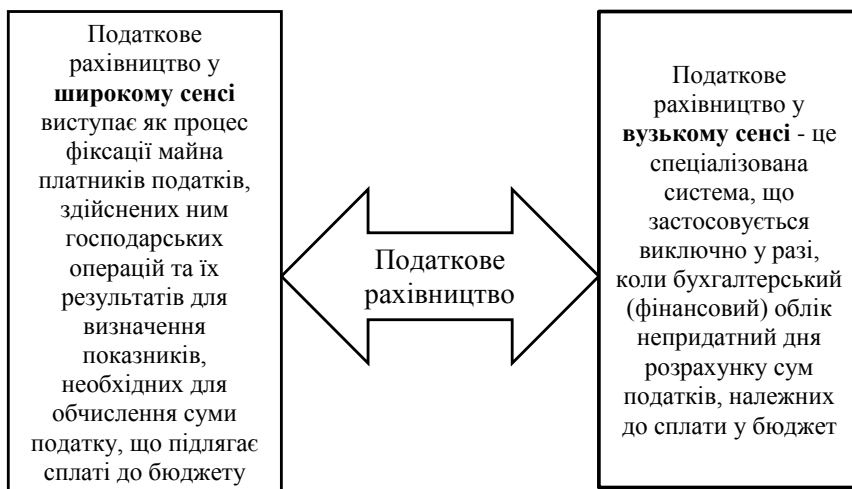 Податкове
рахівництво у
широкому сенсі
виступає як процес
фіксації майна
платників податків,
здійснених ним
господарських
операцій та їх
результатів для
визначення
показників,
необхідних для
обчислення суми
податку, що підлягає
сплаті до бюджету
Податкове
рахівництво
Податкове
рахівництво у
вузькому сенсі - це
спеціалізована
система, що
застосовується
виключно у разі,
коли бухгалтерський
(фінансовий) облік
непридатний дня
розрахунку сум
податків, належних
до сплати у бюджет